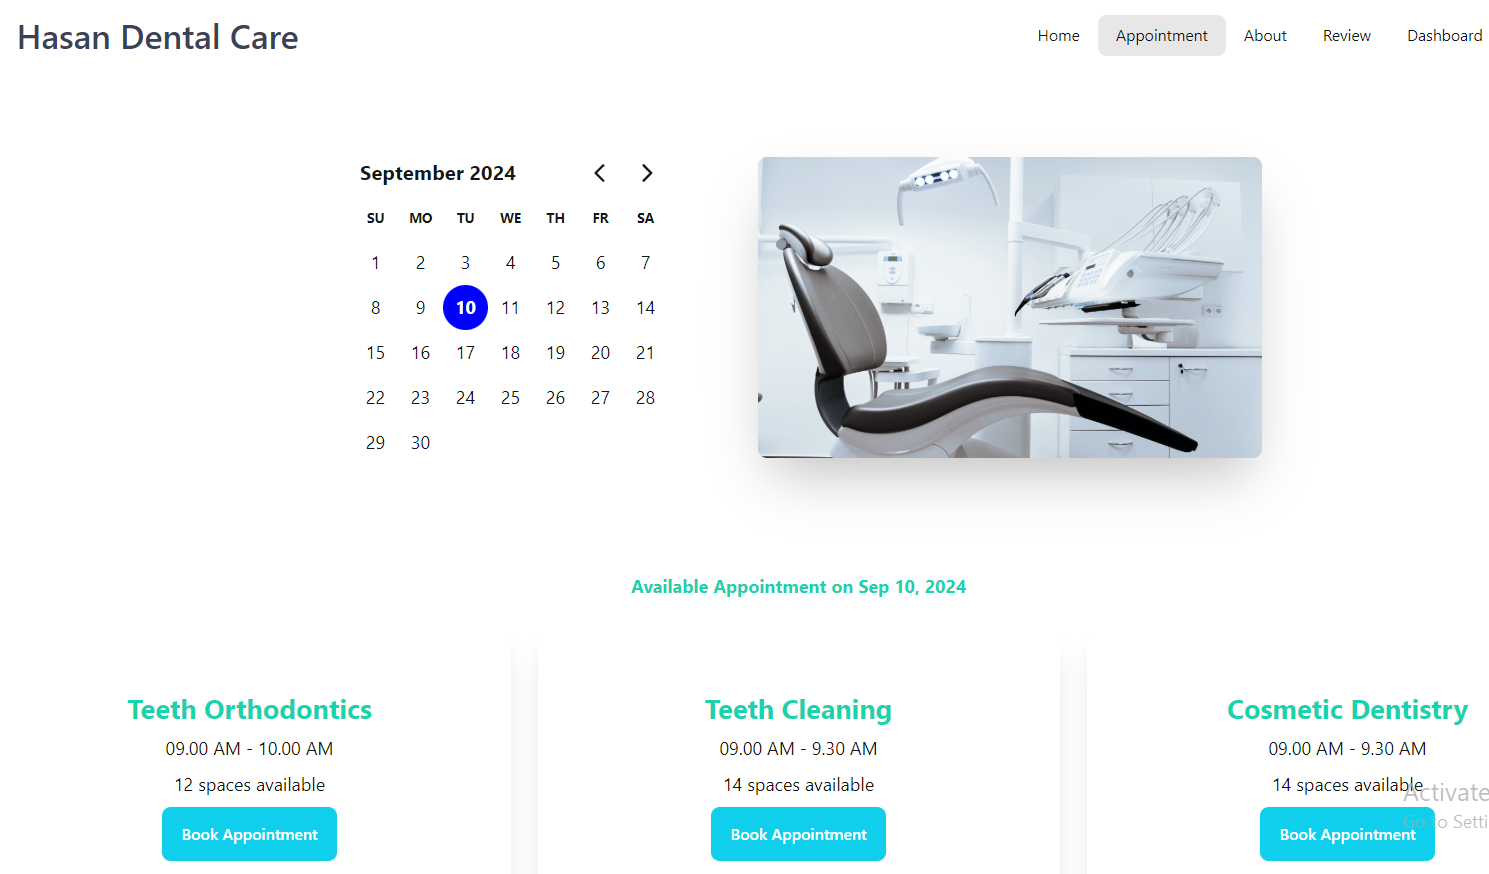 Hasan Dental Care
Home Appointment About Review Dashboard
September 2024
SU MO TU WE TH FR SA
1 2 3 4 5 6 7
8 9 10 11 12 13 14
15 16 17 18 19 20 21
22 23 24 25 26 27 28
29 30
Available Appointment on Sep 10, 2024
Teeth Orthodontics
09.00 AM - 10.00 AM
12 spaces available
Book Appointment
Teeth Cleaning
09.00 AM - 9.30 AM
14 spaces available
Book Appointment
Cosmetic Dentistry
09.00 AM - 9.30 AM
14 spaces available
Book Appointment
Activate
Go to Setti